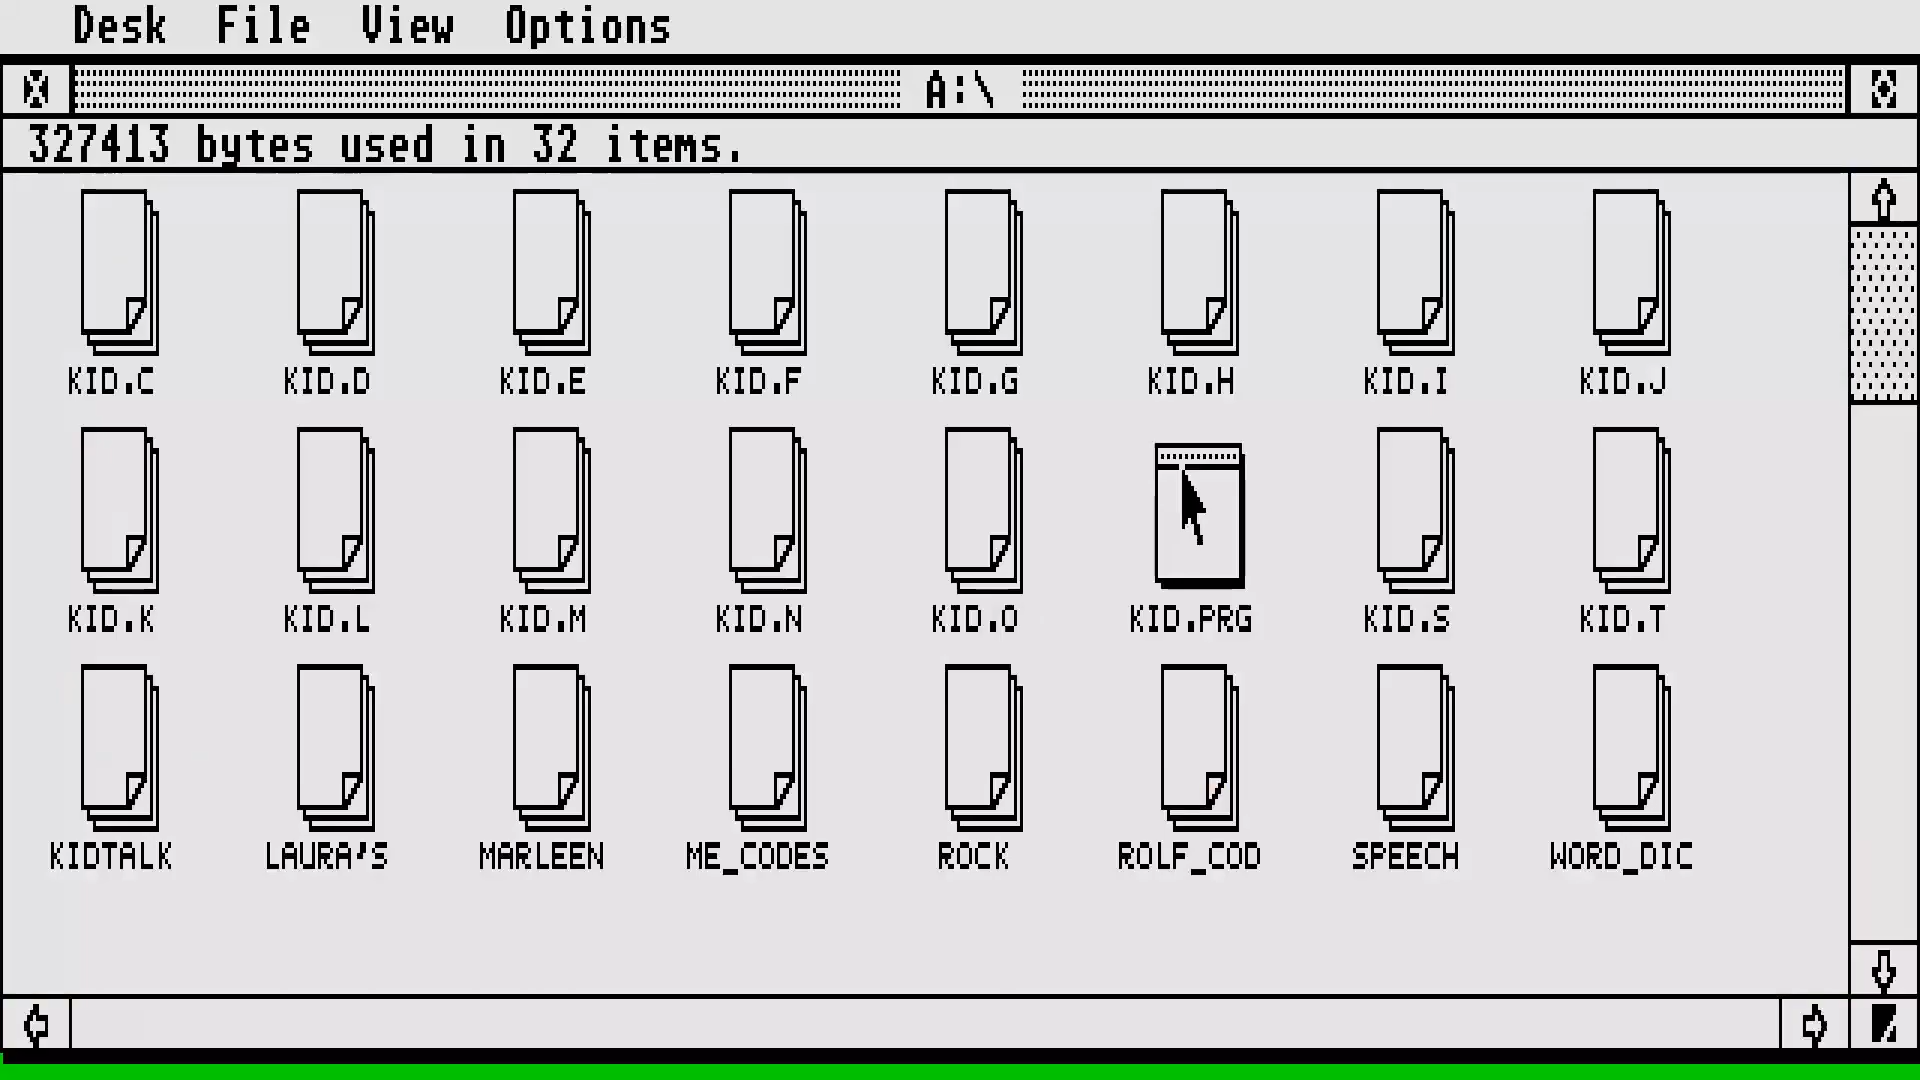 Desk File View Options
A:\
327413 bytes used in 32 items.
KID.C KID.D KID.E KID.F KID.G KID.H KID.I KID.J
KID.K KID.L KID.M KID.N KID.O KID.PRG KID.S KID.T
KIDTALK LAURA'S MARLEEN ME_CODES ROCK ROLF_COD SPEECH WORD_DIC